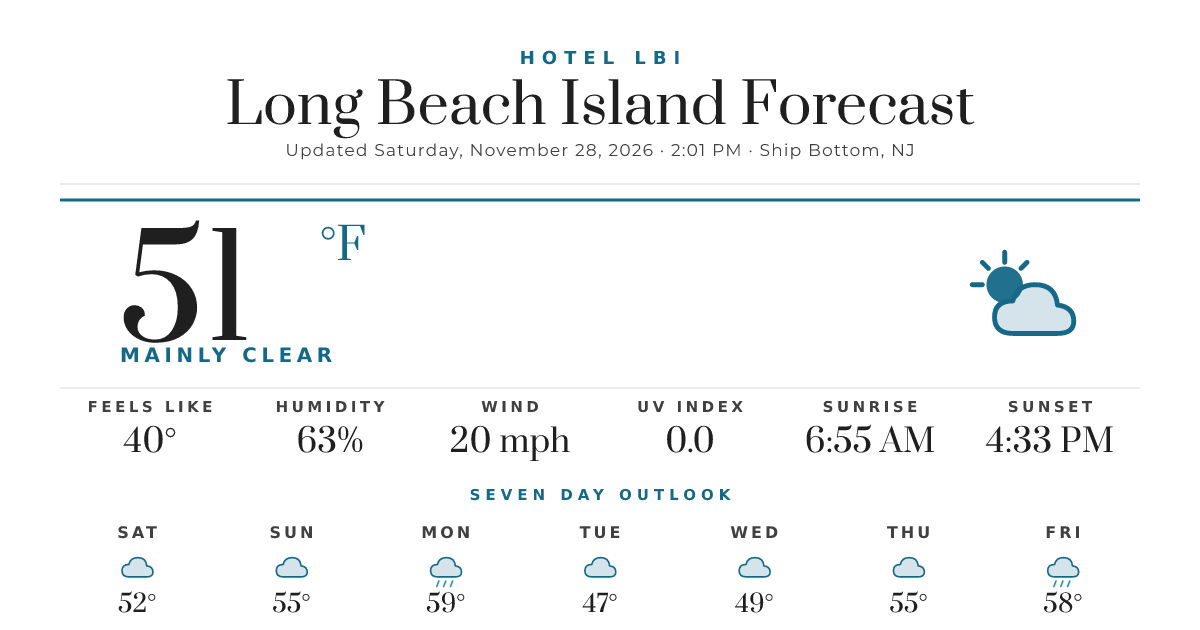 HOTEL LBI
Long Beach Island Forecast
Updated Saturday, November 28, 2026 · 2:01 PM · Ship Bottom, NJ
51 °F
MAINLY CLEAR
FEELS LIKE HUMIDITY WIND UV INDEX SUNRISE SUNSET
40° 63% 20 mph 0.0 6:55 AM 4:33 PM
SEVEN DAY OUTLOOK
SAT SUN MON TUE WED THU FRI
52° 55° 59° 47° 49° 55° 58°